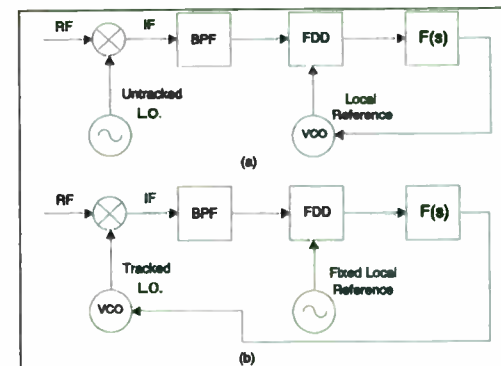 RF IF BPF FDD F(s)
Untracked
L.O.
VCO
Local
Reference
(a)
RF IF BPF FDD F(s)
Tracked
L.O.
VCO
Fixed Local
Reference
(b)